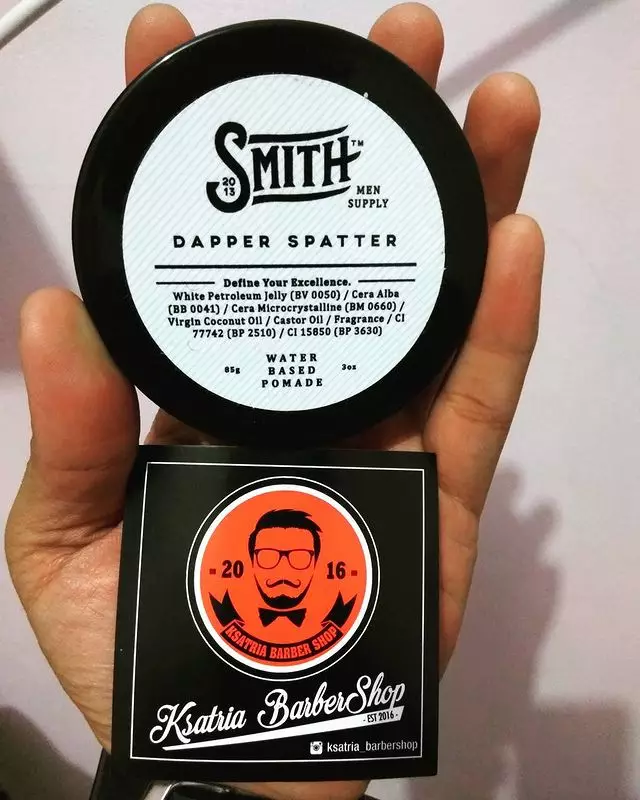 SMITH™
20
13
MEN
SUPPLY
DAPPER SPATTER
Define Your Excellence.
White Petroleum Jelly (BV 0050) / Cera Alba
(BB 0041) / Cera Microcrystalline (BM 0660) /
Virgin Coconut Oil / Castor Oil / Fragrance / CI
77742 (BP 2510) / CI 15850 (BP 3630)
85g
WATER
BASED
POMADE
3oz
20 16
KSATRIA BARBER SHOP
Ksatria BarberShop
- EST 2016 -
ksatria_barbershop